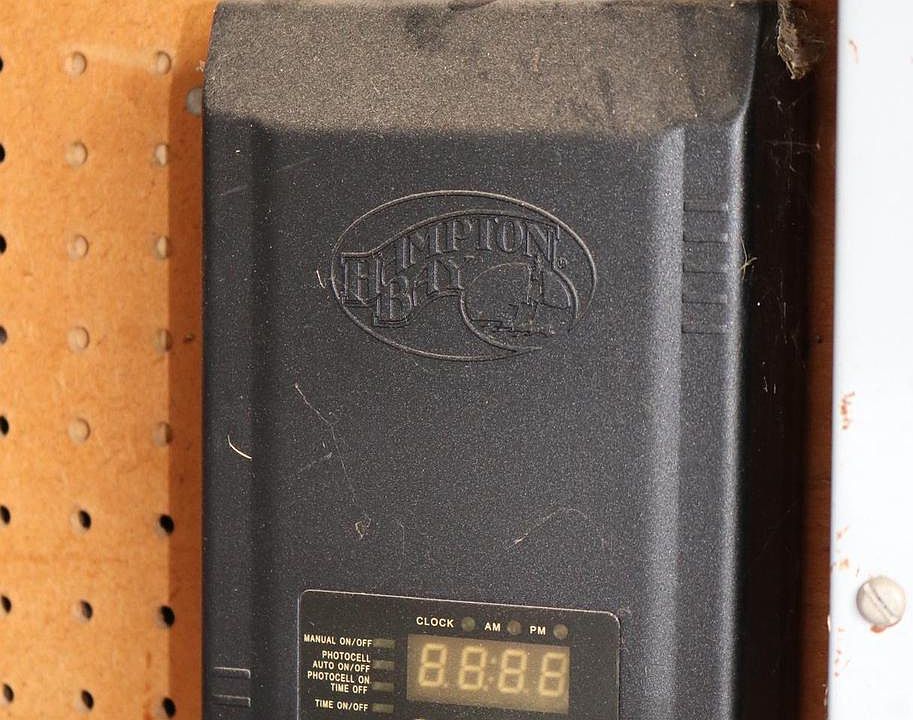 HAMPTON®
BAY
CLOCK AM PM
MANUAL ON/OFF
PHOTOCELL
AUTO ON/OFF
PHOTOCELL ON
TIME OFF
TIME ON/OFF
88:88